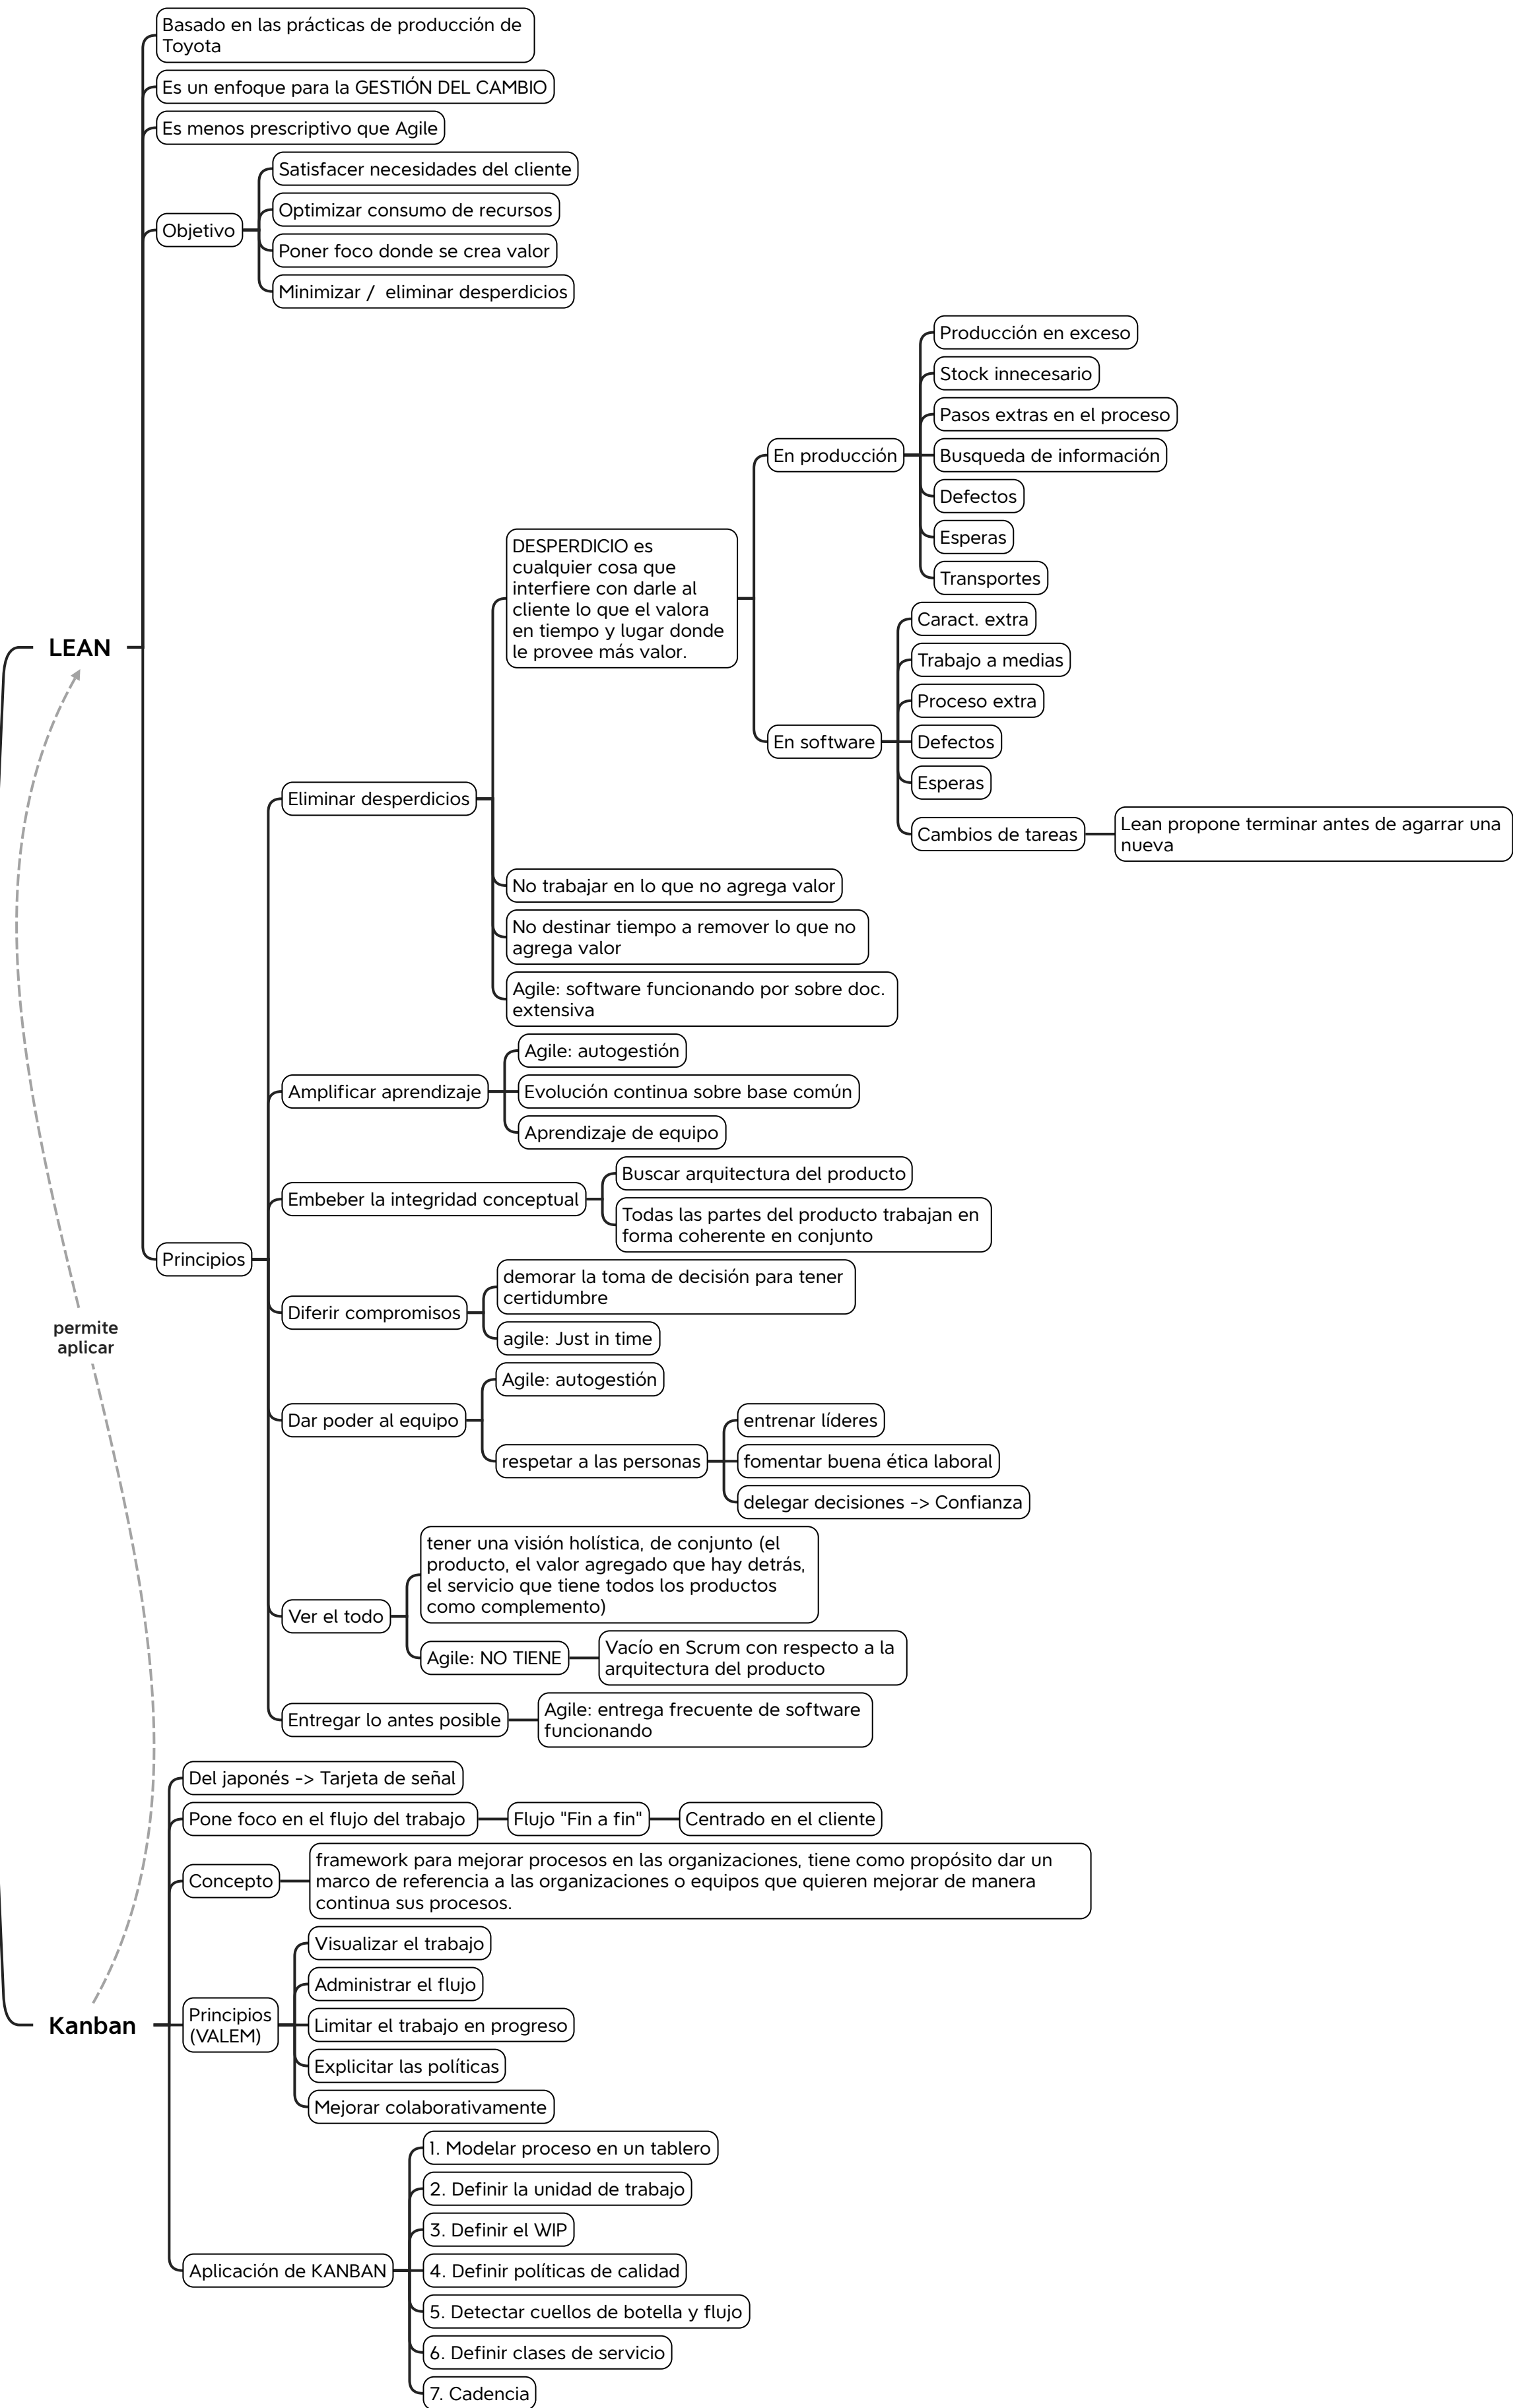 Basado en las prácticas de producción de
Toyota
Es un enfoque para la GESTIÓN DEL CAMBIO
Es menos prescriptivo que Agile
Objetivo
Satisfacer necesidades del cliente
Optimizar consumo de recursos
Poner foco donde se crea valor
Minimizar / eliminar desperdicios
LEAN
Principios
Eliminar desperdicios
DESPERDICIO es
cualquier cosa que
interfiere con darle al
cliente lo que el valora
en tiempo y lugar donde
le provee más valor.
En producción
Producción en exceso
Stock innecesario
Pasos extras en el proceso
Busqueda de información
Defectos
Esperas
Transportes
En software
Caract. extra
Trabajo a medias
Proceso extra
Defectos
Esperas
Cambios de tareas
Lean propone terminar antes de agarrar una
nueva
No trabajar en lo que no agrega valor
No destinar tiempo a remover lo que no
agrega valor
Agile: software funcionando por sobre doc.
extensiva
Amplificar aprendizaje
Agile: autogestión
Evolución continua sobre base común
Aprendizaje de equipo
Embeber la integridad conceptual
Buscar arquitectura del producto
Todas las partes del producto trabajan en
forma coherente en conjunto
Diferir compromisos
demorar la toma de decisión para tener
certidumbre
agile: Just in time
Dar poder al equipo
Agile: autogestión
respetar a las personas
entrenar líderes
fomentar buena ética laboral
delegar decisiones -> Confianza
Ver el todo
tener una visión holística, de conjunto (el
producto, el valor agregado que hay detrás,
el servicio que tiene todos los productos
como complemento)
Agile: NO TIENE
Vacío en Scrum con respecto a la
arquitectura del producto
Entregar lo antes posible
Agile: entrega frecuente de software
funcionando
permite
aplicar
Kanban
Del japonés -> Tarjeta de señal
Pone foco en el flujo del trabajo
Flujo "Fin a fin"
Centrado en el cliente
Concepto
framework para mejorar procesos en las organizaciones, tiene como propósito dar un
marco de referencia a las organizaciones o equipos que quieren mejorar de manera
continua sus procesos.
Principios
(VALEM)
Visualizar el trabajo
Administrar el flujo
Limitar el trabajo en progreso
Explicitar las políticas
Mejorar colaborativamente
Aplicación de KANBAN
1. Modelar proceso en un tablero
2. Definir la unidad de trabajo
3. Definir el WIP
4. Definir políticas de calidad
5. Detectar cuellos de botella y flujo
6. Definir clases de servicio
7. Cadencia